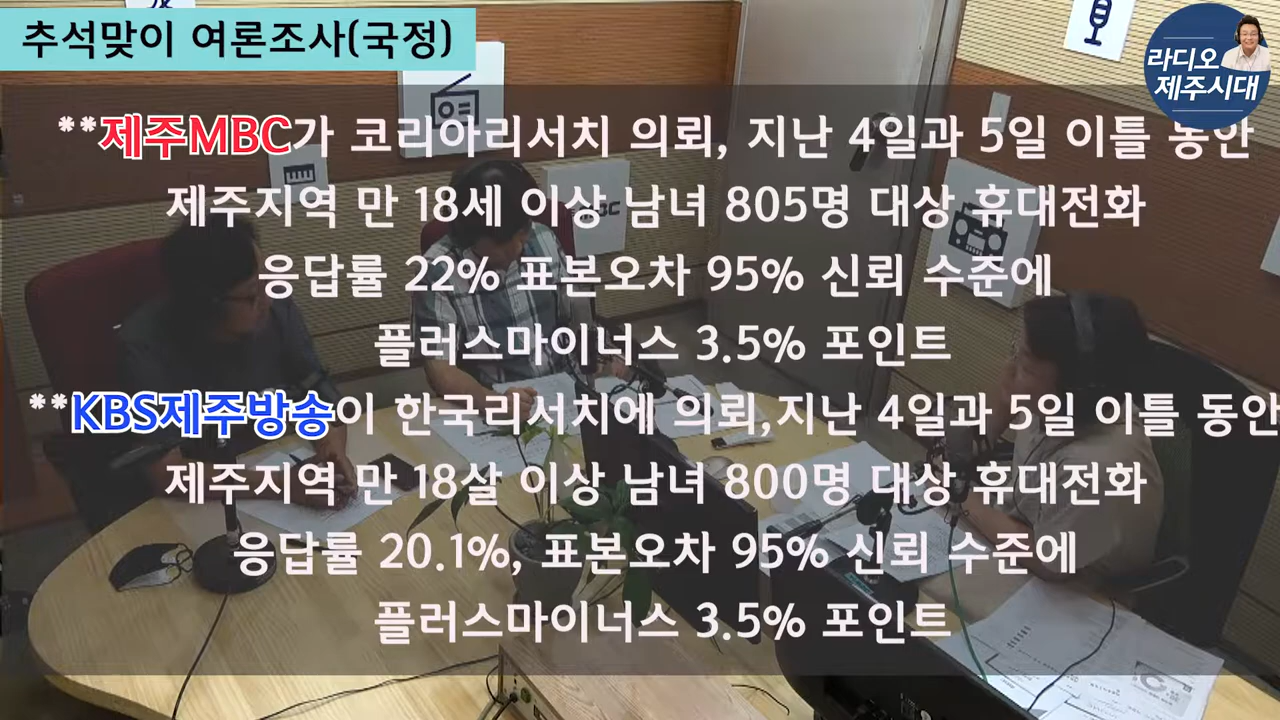 추석맞이 여론조사(국정)
라디오
제주시대
**제주MBC가 코리아리서치 의뢰, 지난 4일과 5일 이틀 동안
제주지역 만 18세 이상 남녀 805명 대상 휴대전화
응답률 22% 표본오차 95% 신뢰 수준에
플러스마이너스 3.5% 포인트
**KBS제주방송이 한국리서치에 의뢰,지난 4일과 5일 이틀 동안
제주지역 만 18살 이상 남녀 800명 대상 휴대전화
응답률 20.1%, 표본오차 95% 신뢰 수준에
플러스마이너스 3.5% 포인트